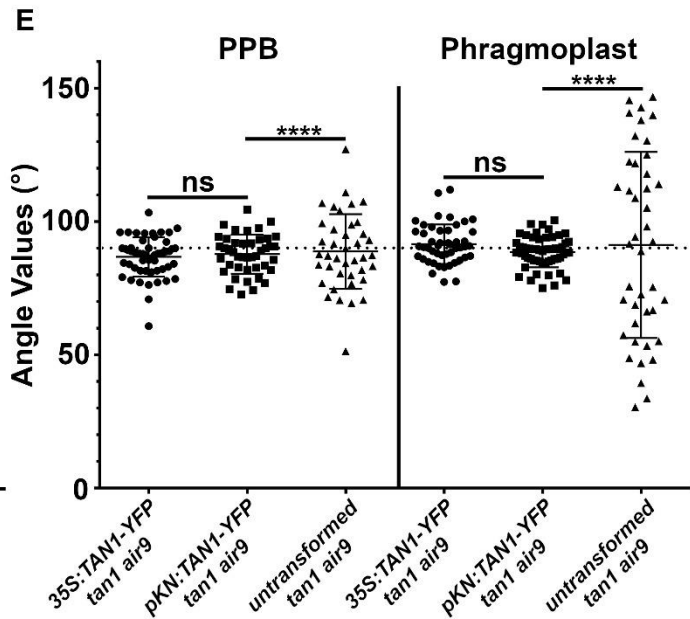 E
PPB
Phragmoplast
Angle Values (°)
150
100
50
0
ns
****
ns
****
35S:TAN1-YFP
tan1 air9
pKN:TAN1-YFP
tan1 air9
untransformed
tan1 air9
35S:TAN1-YFP
tan1 air9
pKN:TAN1-YFP
tan1 air9
untransformed
tan1 air9